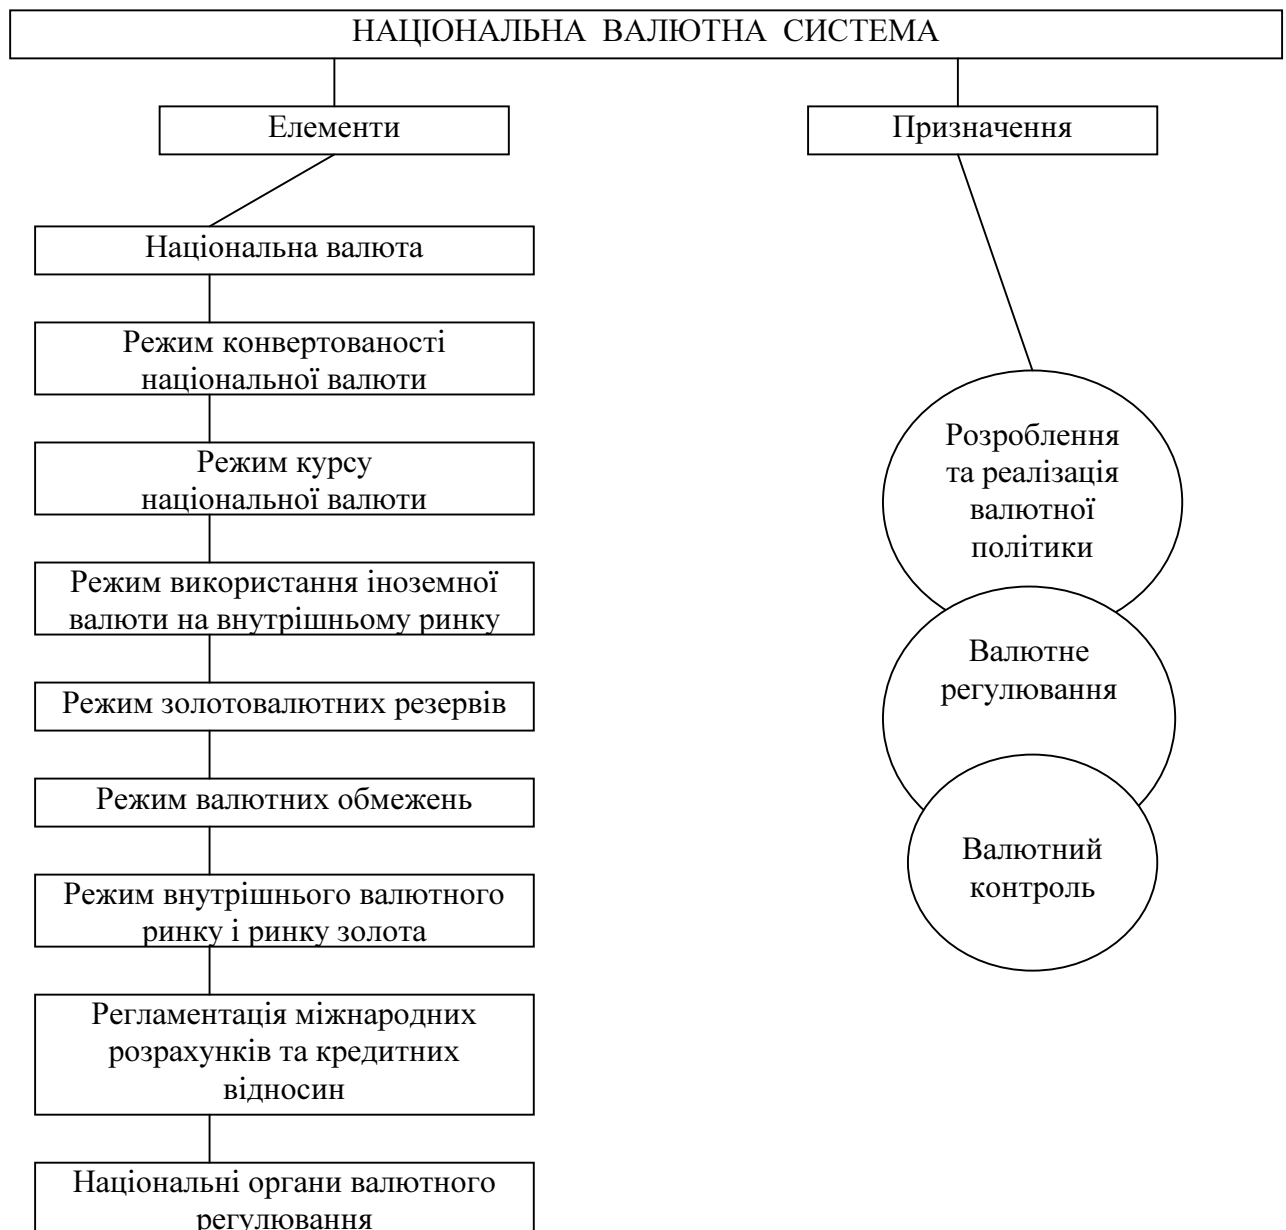 НАЦІОНАЛЬНА ВАЛЮТНА СИСТЕМА
Елементи
Призначення
Національна валюта
Режим конвертованості
національної валюти
Режим курсу
національної валюти
Режим використання іноземної
валюти на внутрішньому ринку
Режим золотовалютних резервів
Режим валютних обмежень
Режим внутрішнього валютного
ринку і ринку золота
Регламентація міжнародних
розрахунків та кредитних
відносин
Національні органи валютного
регулювання
Розроблення
та реалізація
валютної
політики
Валютне
регулювання
Валютний
контроль